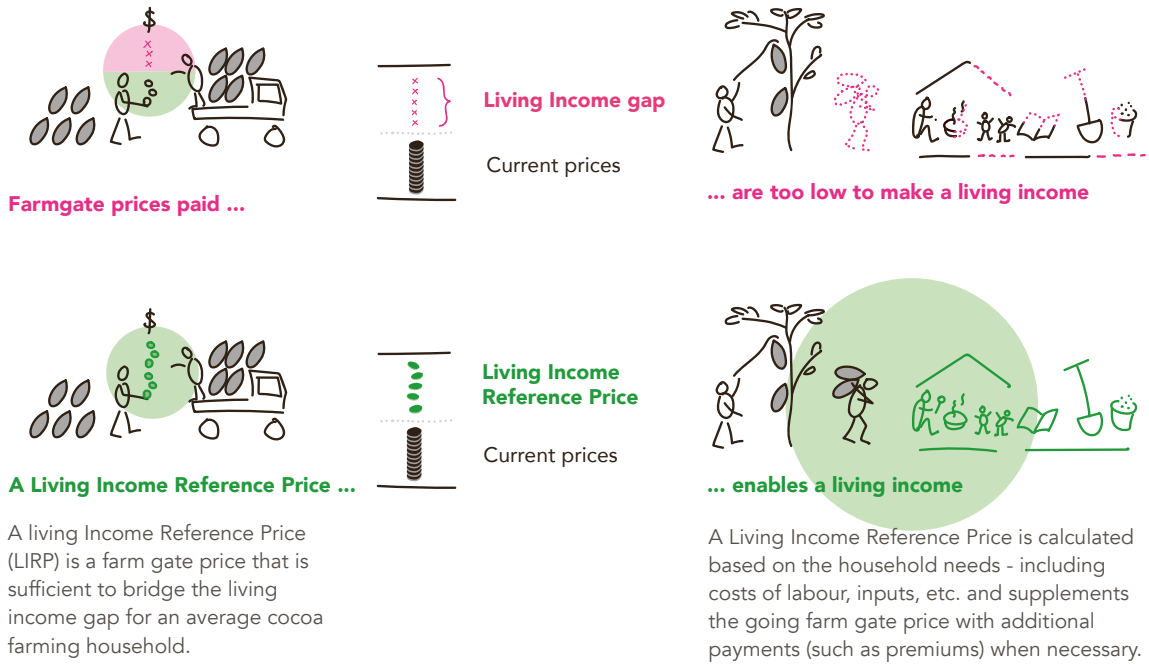 $
Living Income gap
Current prices
Farmgate prices paid ...
... are too low to make a living income
$
Living Income
Reference Price
Current prices
A Living Income Reference Price ...
... enables a living income
A living Income Reference Price
(LIRP) is a farm gate price that is
sufficient to bridge the living
income gap for an average cocoa
farming household.
A Living Income Reference Price is calculated
based on the household needs - including
costs of labour, inputs, etc. and supplements
the going farm gate price with additional
payments (such as premiums) when necessary.